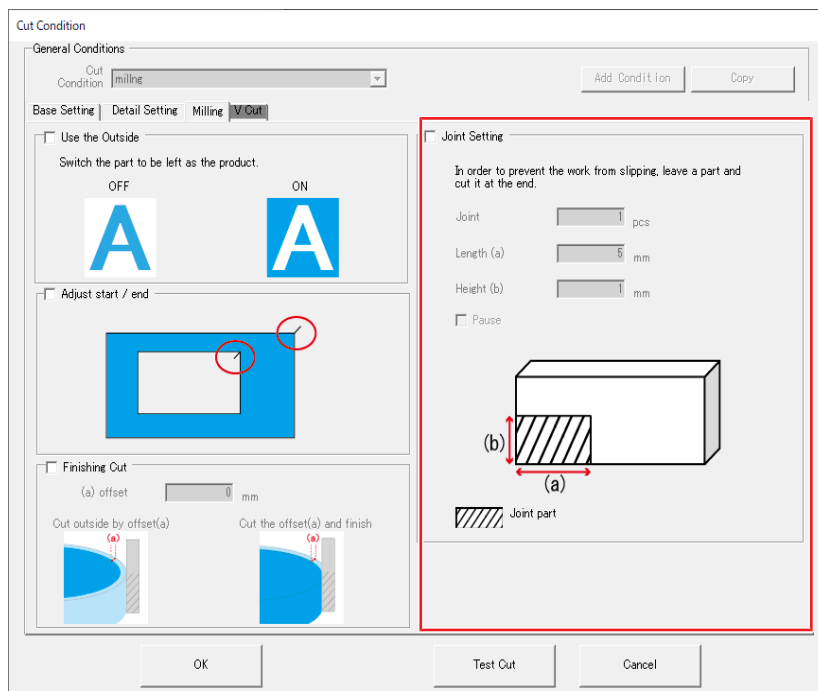 Cut Condition
General Conditions
Cut
Condition
millng
Add Condition
Copy
Base Setting
Detail Setting
Milling
V Cut
Use the Outside
Switch the part to be left as the product.
OFF
ON
A
A
Adjust start / end
Finishing Cut
(a) offset
0
mm
Cut outside by offset(a)
Cut the offset(a) and finish
(a)
(a)
Joint Setting
In order to prevent the work from slipping, leave a part and
cut it at the end.
Joint
1
pcs
Length (a)
5
mm
Height (b)
1
mm
Pause
(b)
(a)
Joint part
OK
Test Cut
Cancel